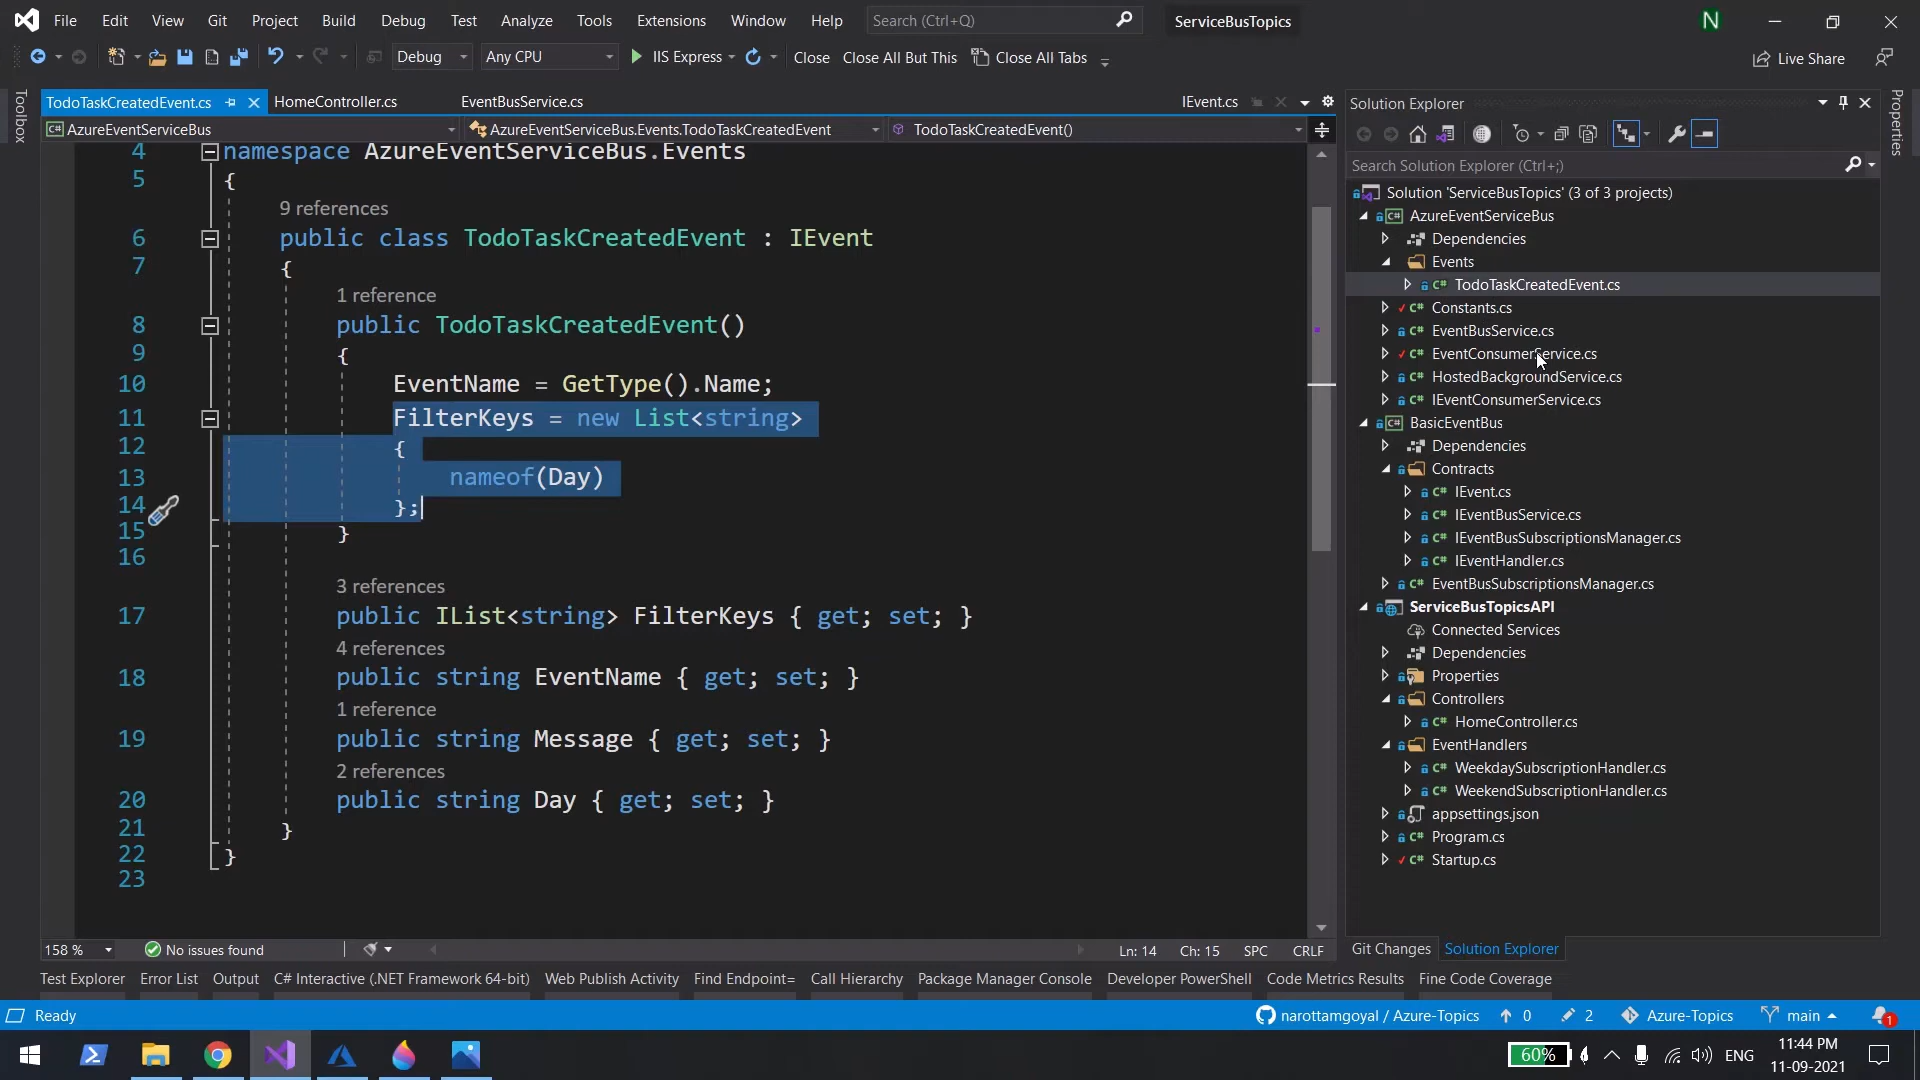 File Edit View Git Project Build Debug Test Analyze Tools Extensions Window Help Search (Ctrl+Q) ServiceBusTopics N
Debug Any CPU IIS Express Close Close All But This Close All Tabs Live Share
Toolbox
TodoTaskCreatedEvent.cs HomeController.cs EventBusService.cs IEvent.cs
AzureEventServiceBus AzureEventServiceBus.Events.TodoTaskCreatedEvent TodoTaskCreatedEvent()
4 namespace AzureEventServiceBus.Events
5 {
9 references
6 public class TodoTaskCreatedEvent : IEvent
7 {
1 reference
8 public TodoTaskCreatedEvent()
9 {
10 EventName = GetType().Name;
11 FilterKeys = new List<string>
12 {
13 nameof(Day)
14 };
15 }
16
3 references
17 public IList<string> FilterKeys { get; set; }
4 references
18 public string EventName { get; set; }
1 reference
19 public string Message { get; set; }
2 references
20 public string Day { get; set; }
21 }
22 }
23
158 % No issues found Ln: 14 Ch: 15 SPC CRLF
Solution Explorer
Properties
Search Solution Explorer (Ctrl+;)
Solution 'ServiceBusTopics' (3 of 3 projects)
C# AzureEventServiceBus
Dependencies
Events
C# TodoTaskCreatedEvent.cs
C# Constants.cs
C# EventBusService.cs
C# EventConsumerService.cs
C# HostedBackgroundService.cs
C# IEventConsumerService.cs
C# BasicEventBus
Dependencies
Contracts
C# IEvent.cs
C# IEventBusService.cs
C# IEventBusSubscriptionsManager.cs
C# IEventHandler.cs
C# EventBusSubscriptionsManager.cs
ServiceBusTopicsAPI
Connected Services
Dependencies
Properties
Controllers
C# HomeController.cs
EventHandlers
C# WeekdaySubscriptionHandler.cs
C# WeekendSubscriptionHandler.cs
appsettings.json
C# Program.cs
C# Startup.cs
Git Changes Solution Explorer
Test Explorer Error List Output C# Interactive (.NET Framework 64-bit) Web Publish Activity Find Endpoint= Call Hierarchy Package Manager Console Developer PowerShell Code Metrics Results Fine Code Coverage
Ready narottamgoyal / Azure-Topics 0 2 Azure-Topics main 1
60% ENG 11:44 PM
11-09-2021